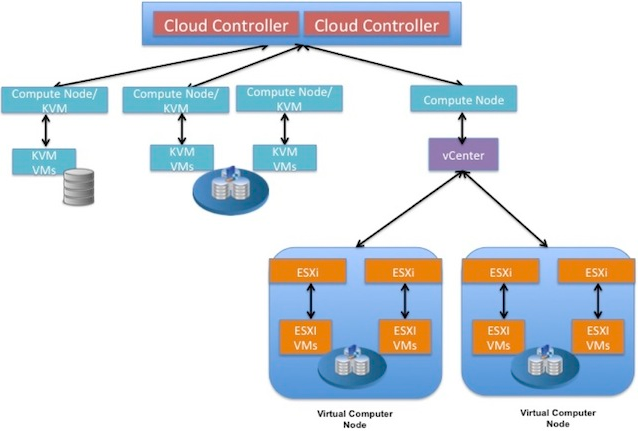 Cloud Controller
Cloud Controller
Compute Node/
KVM
Compute Node/
KVM
Compute Node/
KVM
Compute Node
KVM
VMs
KVM
VMs
KVM
VMs
vCenter
ESXi
ESXi
ESXi
ESXi
ESXI
VMs
ESXI
VMs
ESXI
VMs
ESXI
VMs
Virtual Computer
Node
Virtual Computer
Node